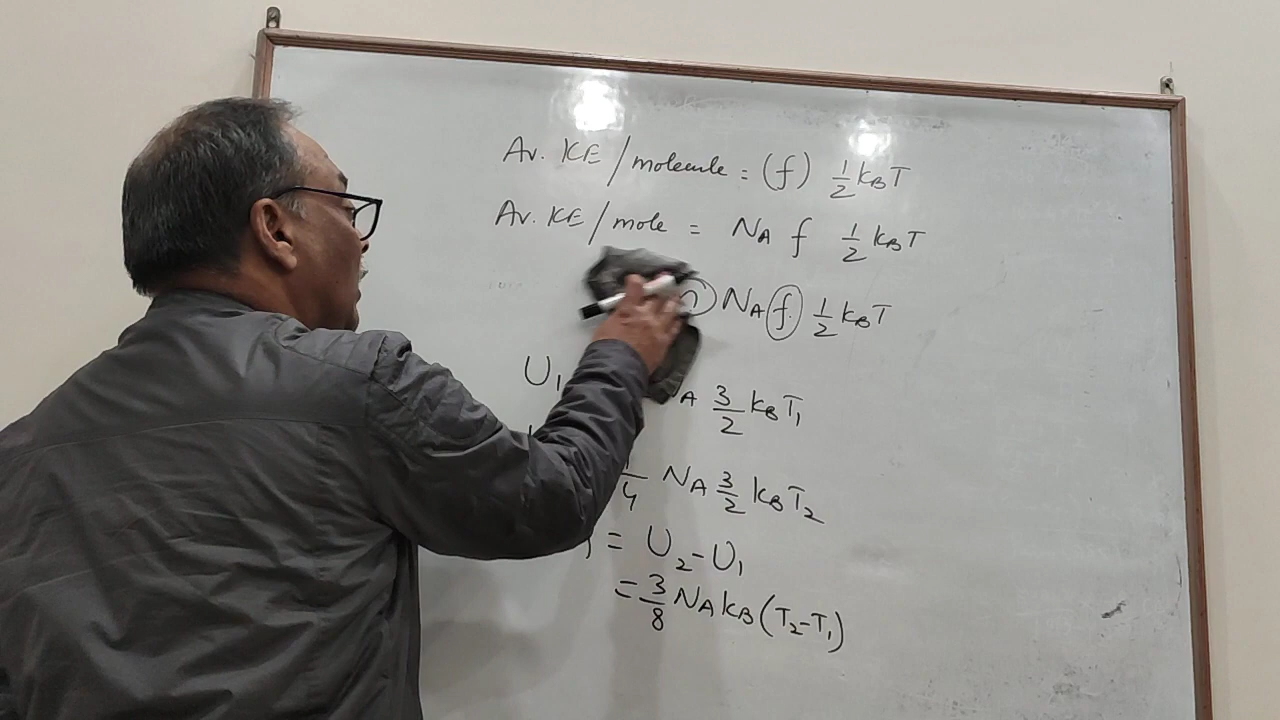 Av. KE / molecule = (f) 1/2 kBT
Av. KE / mole = NA f 1/2 kBT
NA f 1/2 kBT
U1 A 3/2 kBT1
4 NA 3/2 kBT2
= U2 - U1
= 3/8 NA kB (T2 - T1)